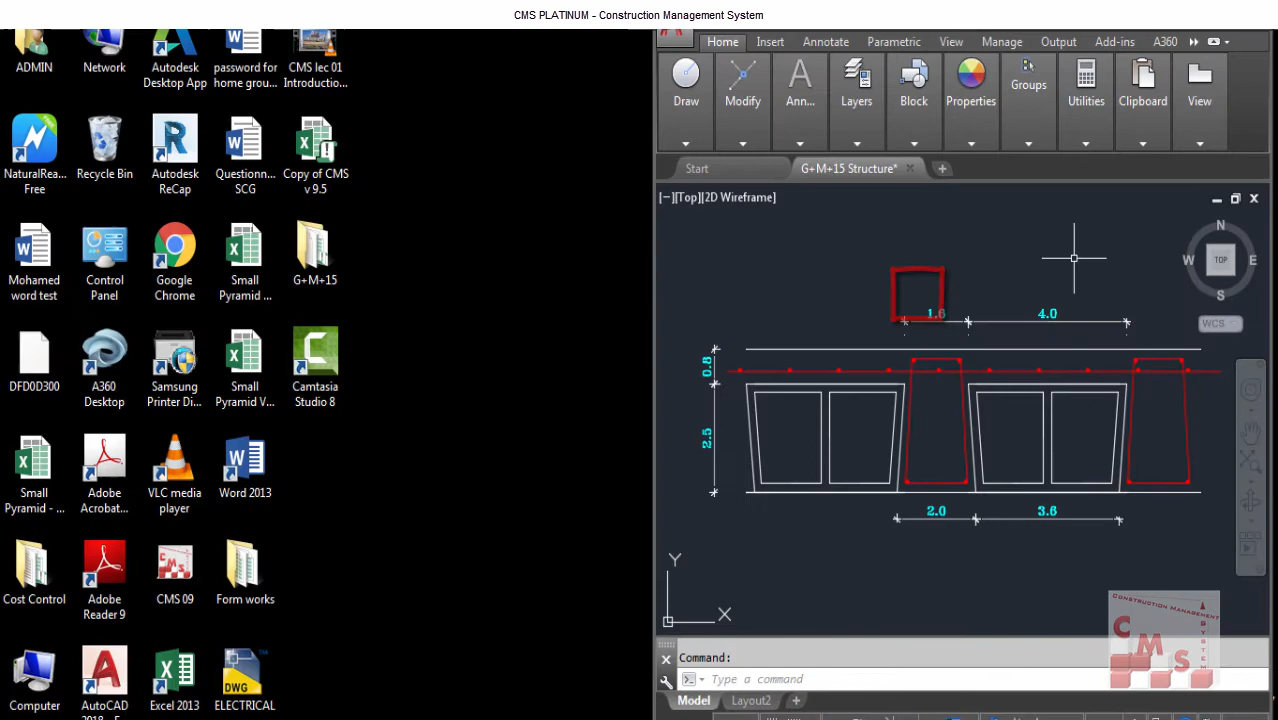 CMS PLATINUM - Construction Management System
ADMIN
Network
Autodesk
Desktop App
password for
home grou...
CMS lec 01
Introductio...
NaturalRea...
Free
Recycle Bin
Autodesk
ReCap
Questionn...
SCG
Copy of CMS
v 9.5
Mohamed
word test
Control
Panel
Google
Chrome
Small
Pyramid ...
G+M+15
DFD0D300
A360
Desktop
Samsung
Printer Di...
Small
Pyramid V...
Camtasia
Studio 8
Small
Pyramid - ...
Adobe
Acrobat...
VLC media
player
Word 2013
Cost Control
Adobe
Reader 9
CMS 09
Form works
Computer
AutoCAD
Excel 2013
DWG
ELECTRICAL
Home Insert Annotate Parametric View Manage Output Add-ins A360
Draw Modify Ann... Layers Block Properties Groups Utilities Clipboard View
Start
G+M+15 Structure*
[−][Top][2D Wireframe]
N
W TOP E
S
WCS
1.6 4.0
0.8
2.5
2.0 3.6
Y
X
Construction Management
System
CMS
Command:
Type a command
Model Layout2 +